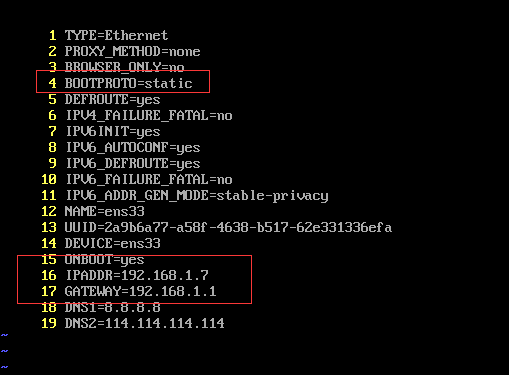 1 TYPE=Ethernet
2 PROXY_METHOD=none
3 BROWSER_ONLY=no
4 BOOTPROTO=static
5 DEFROUTE=yes
6 IPV4_FAILURE_FATAL=no
7 IPV6INIT=yes
8 IPV6_AUTOCONF=yes
9 IPV6_DEFROUTE=yes
10 IPV6_FAILURE_FATAL=no
11 IPV6_ADDR_GEN_MODE=stable-privacy
12 NAME=ens33
13 UUID=2a9b6a77-a58f-4638-b517-62e331336efa
14 DEVICE=ens33
15 ONBOOT=yes
16 IPADDR=192.168.1.7
17 GATEWAY=192.168.1.1
18 DNS1=8.8.8.8
19 DNS2=114.114.114.114
~
~
~